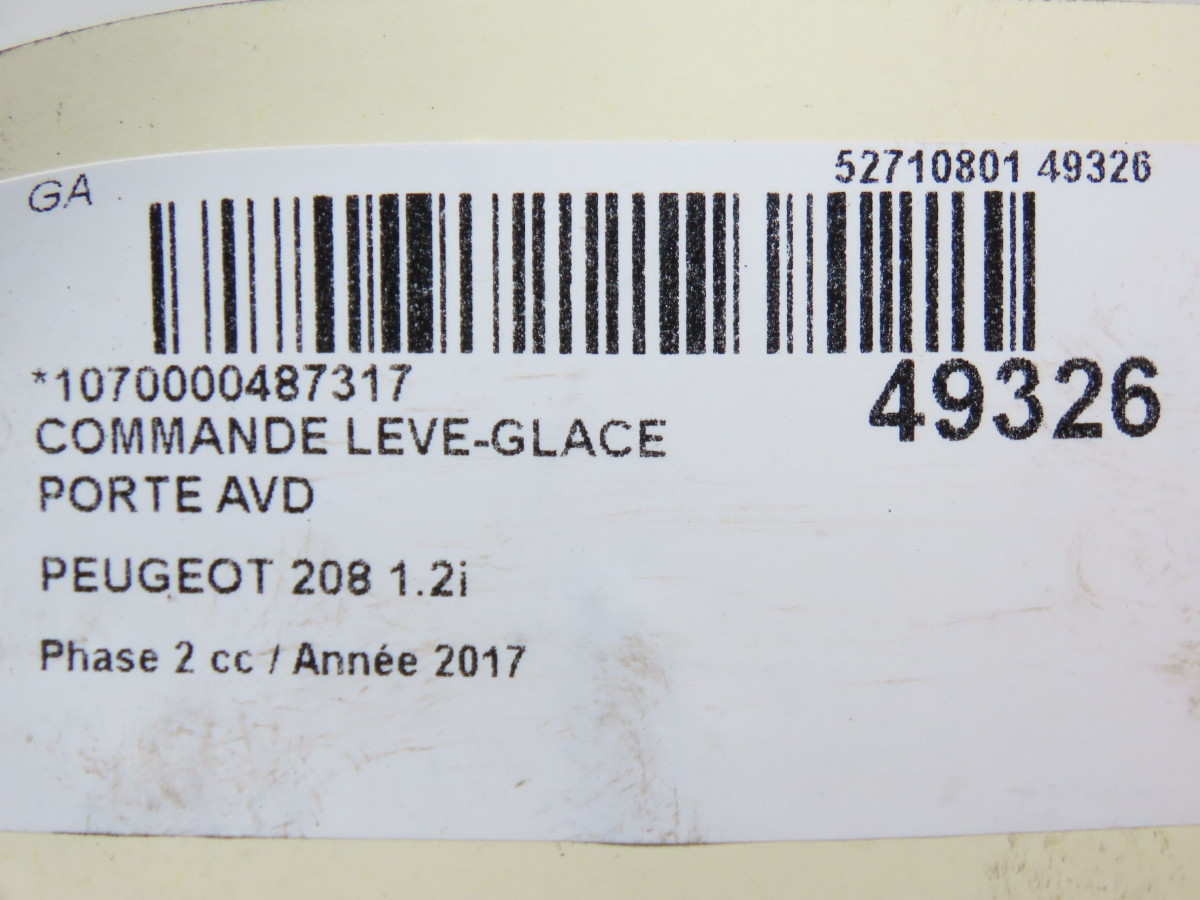 52710801 49326
GA
*1070000487317
49326
COMMANDE LEVE-GLACE
PORTE AVD
PEUGEOT 208 1.2i
Phase 2 cc / Année 2017